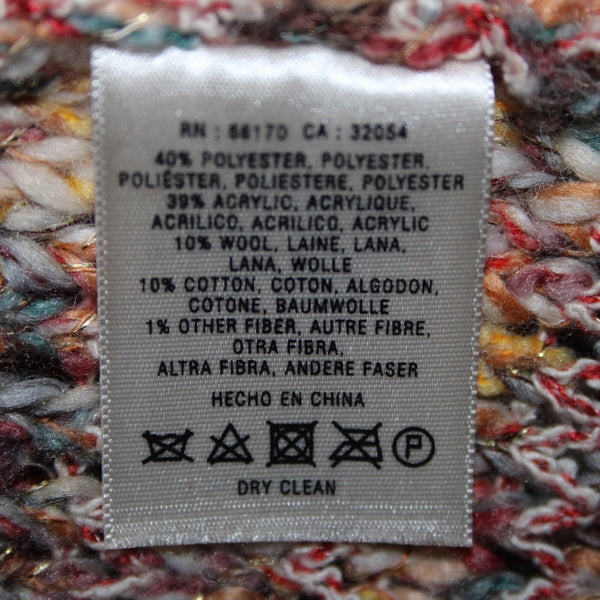 RN : 66170 CA : 32054
40% POLYESTER, POLYESTER,
POLIÉSTER, POLIESTERE, POLYESTER
39% ACRYLIC, ACRYLIQUE,
ACRILICO, ACRILICO, ACRYLIC
10% WOOL, LAINE, LANA,
LANA, WOLLE
10% COTTON, COTON, ALGODON,
COTONE, BAUMWOLLE
1% OTHER FIBER, AUTRE FIBRE,
OTRA FIBRA,
ALTRA FIBRA, ANDERE FASER
HECHO EN CHINA
P
DRY CLEAN